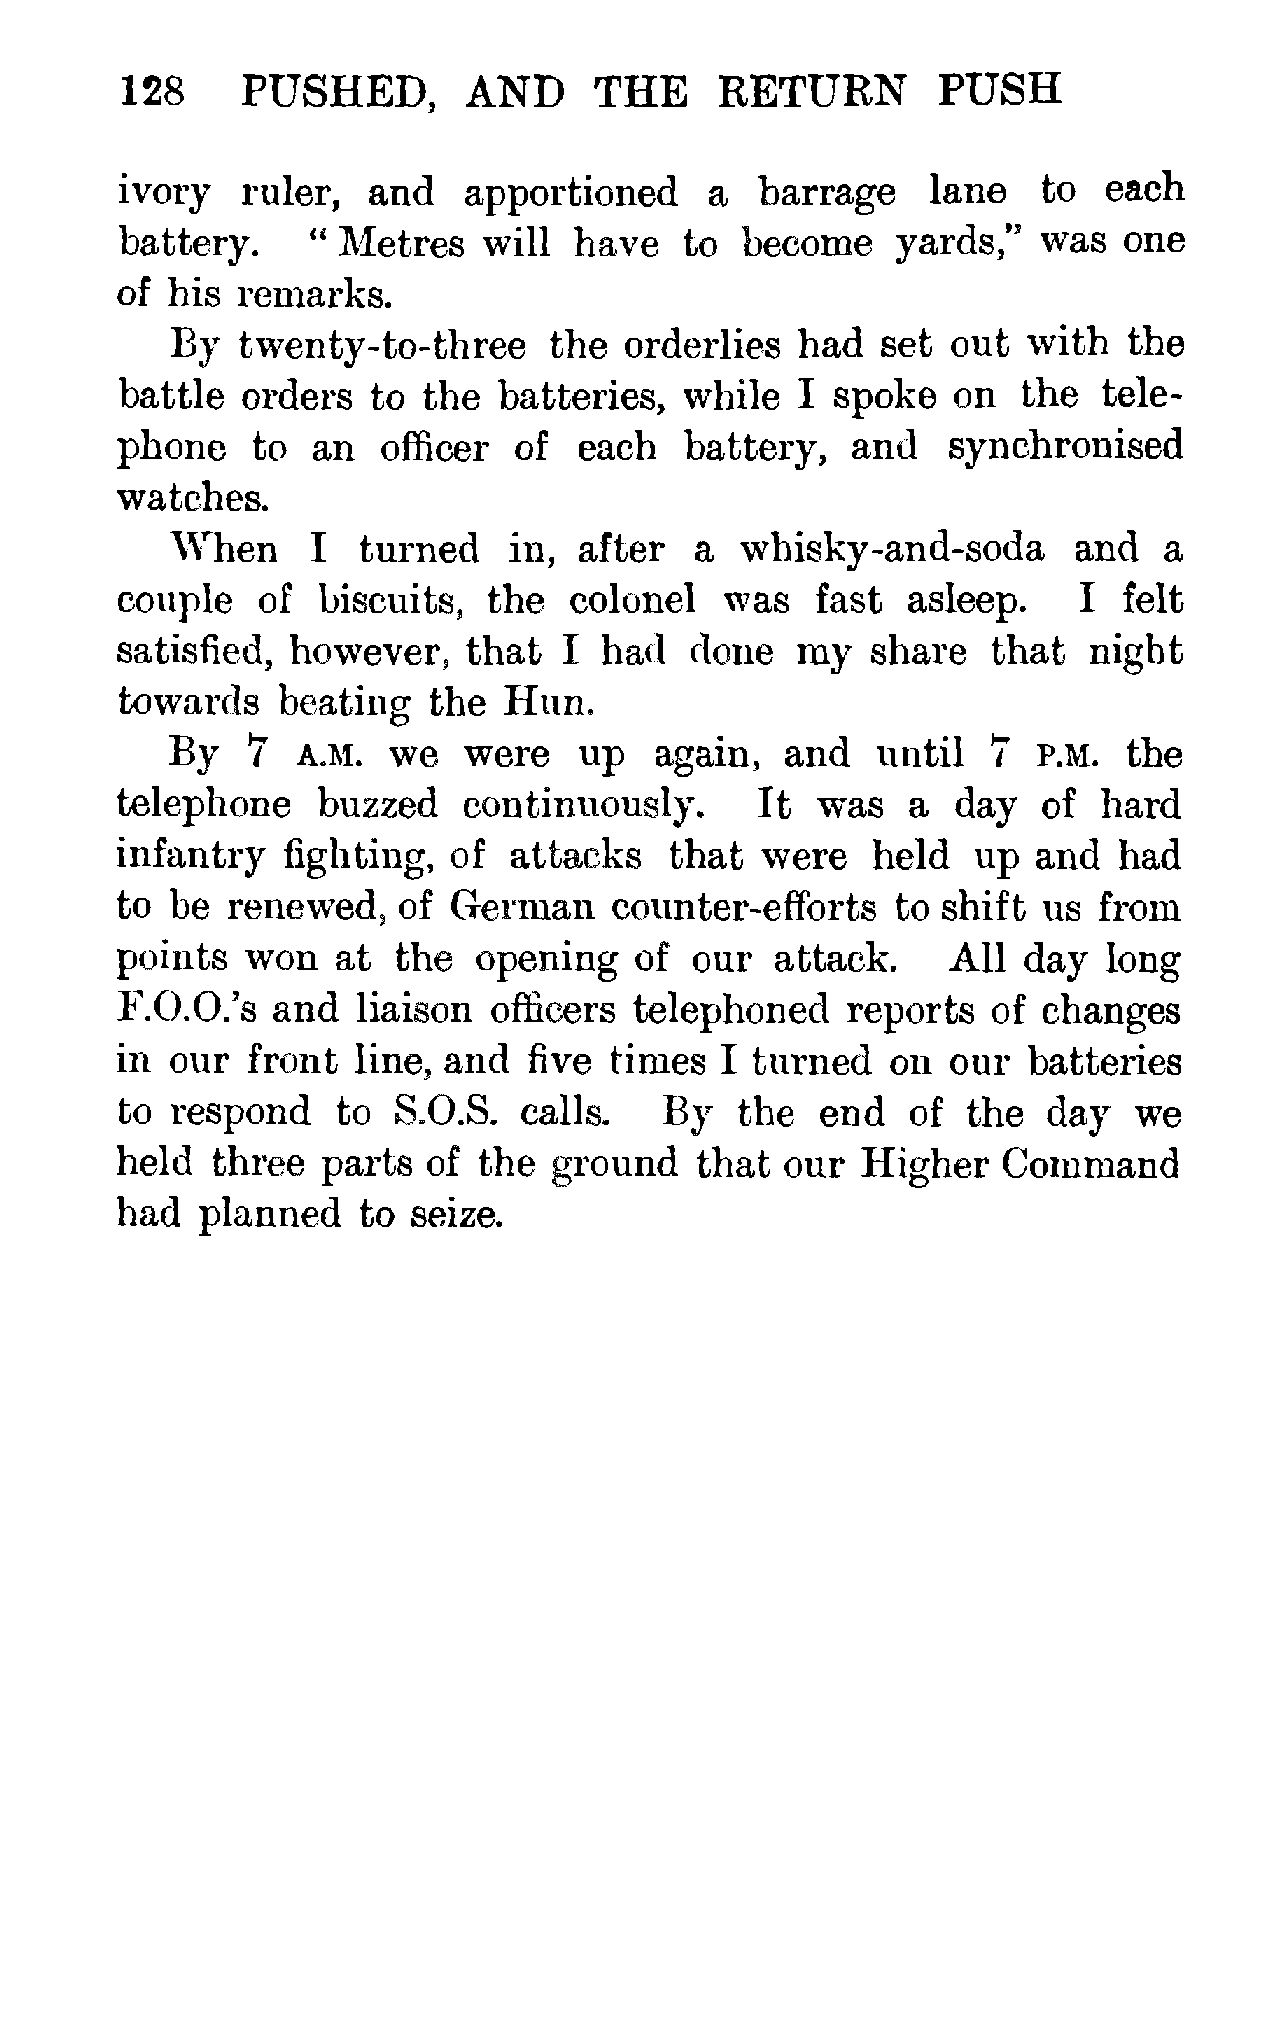 128 PUSHED, AND THE RETURN PUSH
ivory ruler, and apportioned a barrage lane to each
battery. “Metres will have to become yards,” was one
of his remarks.
By twenty-to-three the orderlies had set out with the
battle orders to the batteries, while I spoke on the tele-
phone to an officer of each battery, and synchronised
watches.
When I turned in, after a whisky-and-soda and a
couple of biscuits, the colonel was fast asleep. I felt
satisfied, however, that I had done my share that night
towards beating the Hun.
By 7 A.M. we were up again, and until 7 P.M. the
telephone buzzed continuously. It was a day of hard
infantry fighting, of attacks that were held up and had
to be renewed, of German counter-efforts to shift us from
points won at the opening of our attack. All day long
F.O.O.’s and liaison officers telephoned reports of changes
in our front line, and five times I turned on our batteries
to respond to S.O.S. calls. By the end of the day we
held three parts of the ground that our Higher Command
had planned to seize.